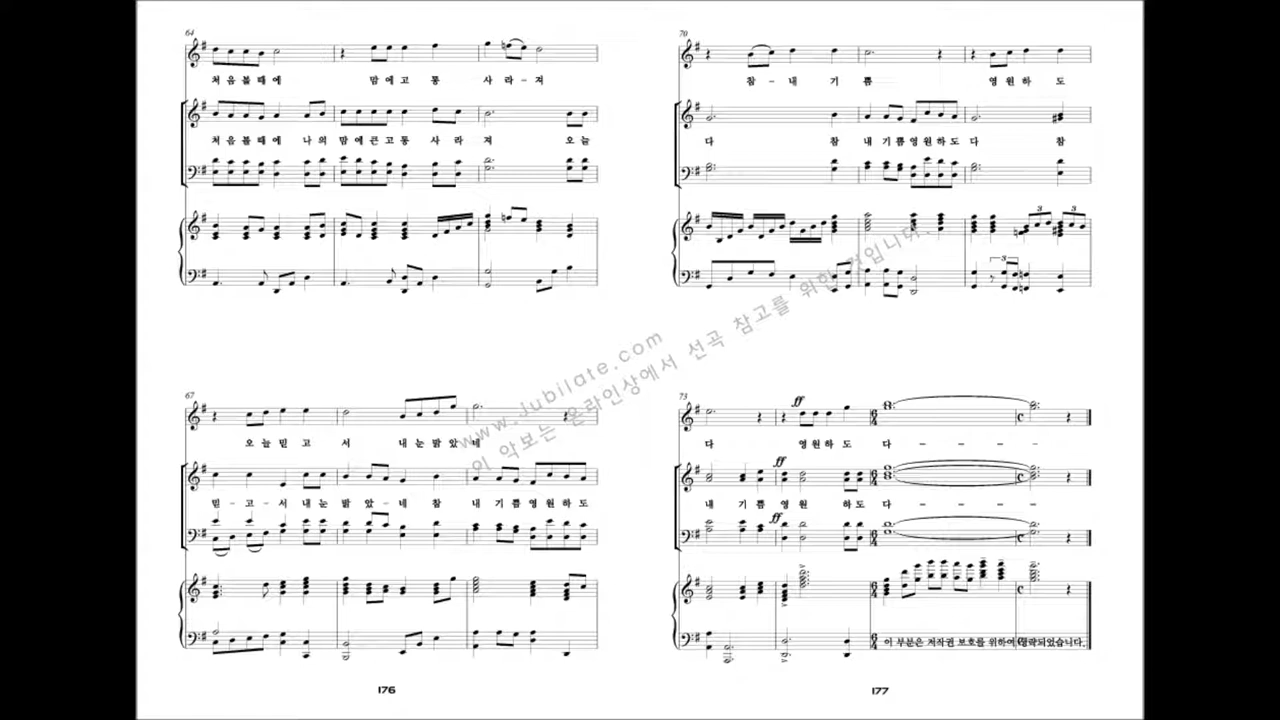 64
처음볼때에 맘에고 통 사라-져
처음볼때에 나의 맘에큰고통 사 라 져 오늘
67
오늘믿 고 서 내눈밝았 네
믿-고-서내눈 밝 았-네 참 내 기쁨영원하도
176
70
참-내 기 쁨 영원하 도
다 참 내기쁨영원하도 다 참
3 3
3
73
ff
다 영원하도 다----
ff
내 기 쁨 영 원 하도 다----
ff
이 부분은 저작권 보호를 위하여 생략되었습니다.
177
www.jubilate.com
이 악보는 온라인상에서 선곡 참고를 위한 것입니다.